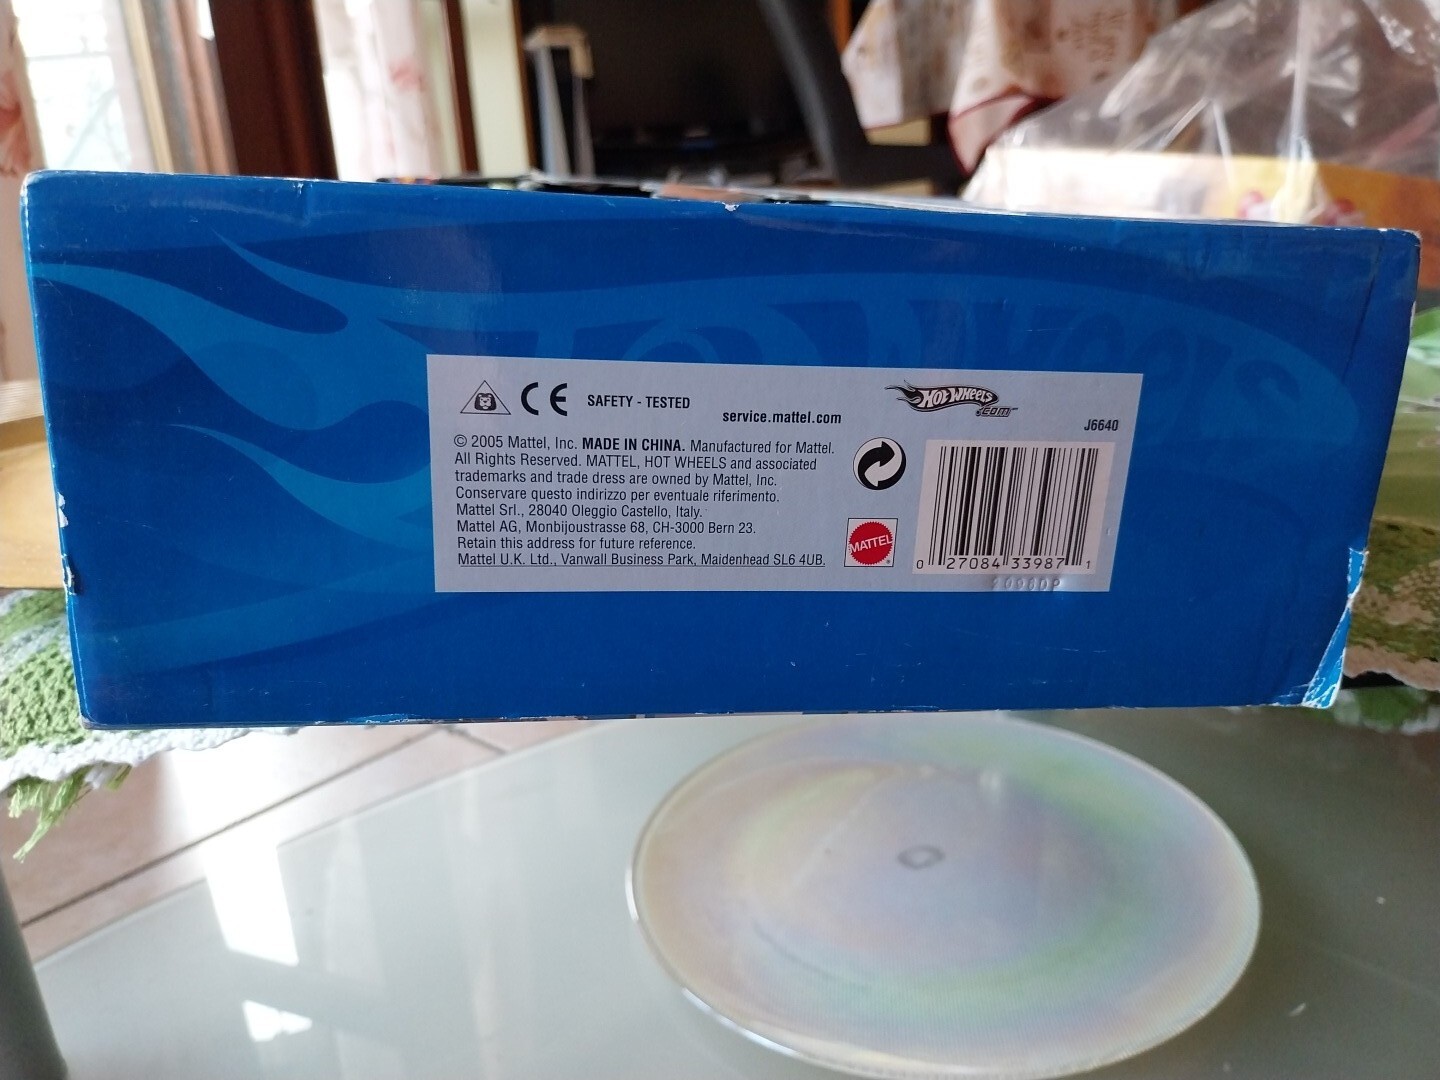 HOT WHEELS
CE SAFETY - TESTED
service.mattel.com
HOT WHEELS
.COM
J6640
© 2005 Mattel, Inc. MADE IN CHINA. Manufactured for Mattel.
All Rights Reserved. MATTEL, HOT WHEELS and associated
trademarks and trade dress are owned by Mattel, Inc.
Conservare questo indirizzo per eventuale riferimento.
Mattel Srl., 28040 Oleggio Castello, Italy.
Mattel AG, Monbijoustrasse 68, CH-3000 Bern 23.
Retain this address for future reference.
Mattel U.K. Ltd., Vanwall Business Park, Maidenhead SL6 4UB.
MATTEL
0 27084 33987 1